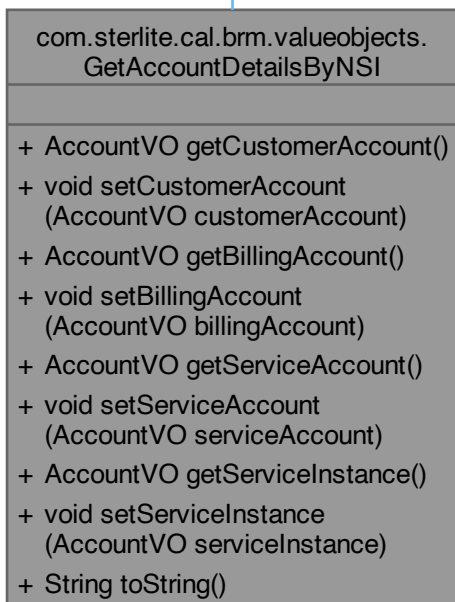 com.sterlite.cal.brm.valueobjects.
GetAccountDetailsByNSI
+ AccountVO getCustomerAccount()
+ void setCustomerAccount
(AccountVO customerAccount)
+ AccountVO getBillingAccount()
+ void setBillingAccount
(AccountVO billingAccount)
+ AccountVO getServiceAccount()
+ void setServiceAccount
(AccountVO serviceAccount)
+ AccountVO getServiceInstance()
+ void setServiceInstance
(AccountVO serviceInstance)
+ String toString()